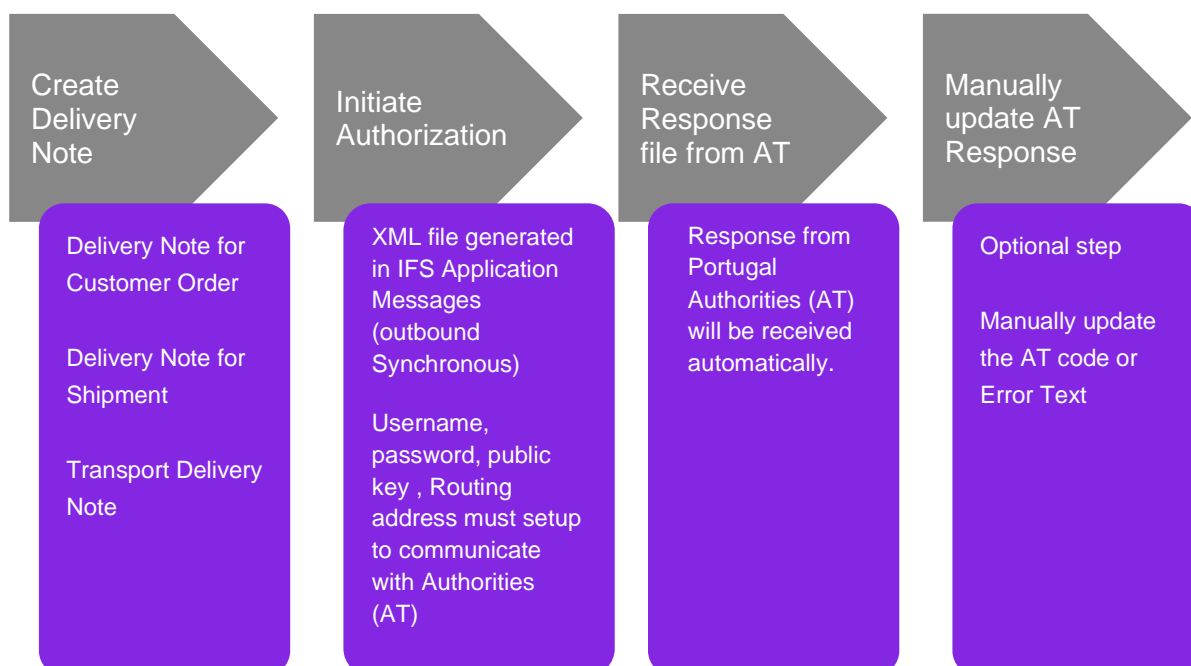 Create
Delivery
Note
Initiate
Authorization
Receive
Response
file from AT
Manually
update AT
Response
Delivery Note for
Customer Order
Delivery Note for
Shipment
Transport Delivery
Note
XML file generated
in IFS Application
Messages
(outbound
Synchronous)
Username,
password, public
key , Routing
address must setup
to communicate
with Authorities
(AT)
Response from
Portugal
Authorities (AT)
will be received
automatically.
Optional step
Manually update
the AT code or
Error Text